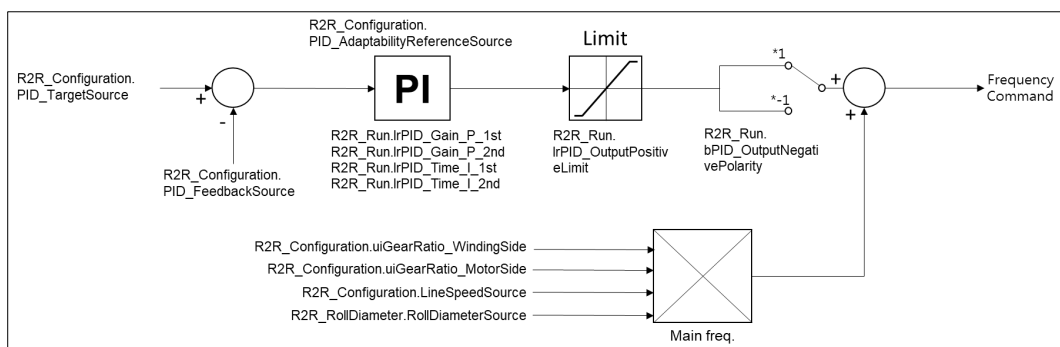 R2R_Configuration.
PID_AdaptabilityReferenceSource
Limit
*1
R2R_Configuration.
PID_TargetSource
+
-
PI
*-1
+
+
Frequency
Command
R2R_Configuration.
PID_FeedbackSource
R2R_Run.lrPID_Gain_P_1st
R2R_Run.lrPID_Gain_P_2nd
R2R_Run.lrPID_Time_I_1st
R2R_Run.lrPID_Time_I_2nd
R2R_Run.
lrPID_OutputPositiv
eLimit
R2R_Run.
bPID_OutputNegati
vePolarity
R2R_Configuration.uiGearRatio_WindingSide
R2R_Configuration.uiGearRatio_MotorSide
R2R_Configuration.LineSpeedSource
R2R_RollDiameter.RollDiameterSource
Main freq.